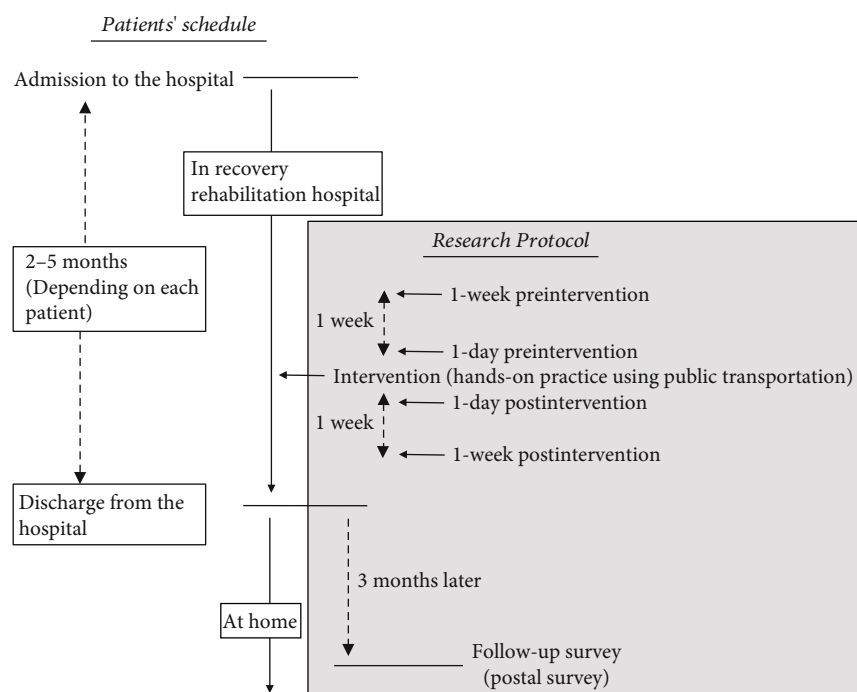 Patients' schedule
Admission to the hospital
In recovery
rehabilitation hospital
2–5 months
(Depending on each
patient)
Discharge from the
hospital
At home
Research Protocol
1-week preintervention
1 week
1-day preintervention
Intervention (hands-on practice using public transportation)
1-day postintervention
1 week
1-week postintervention
3 months later
Follow-up survey
(postal survey)